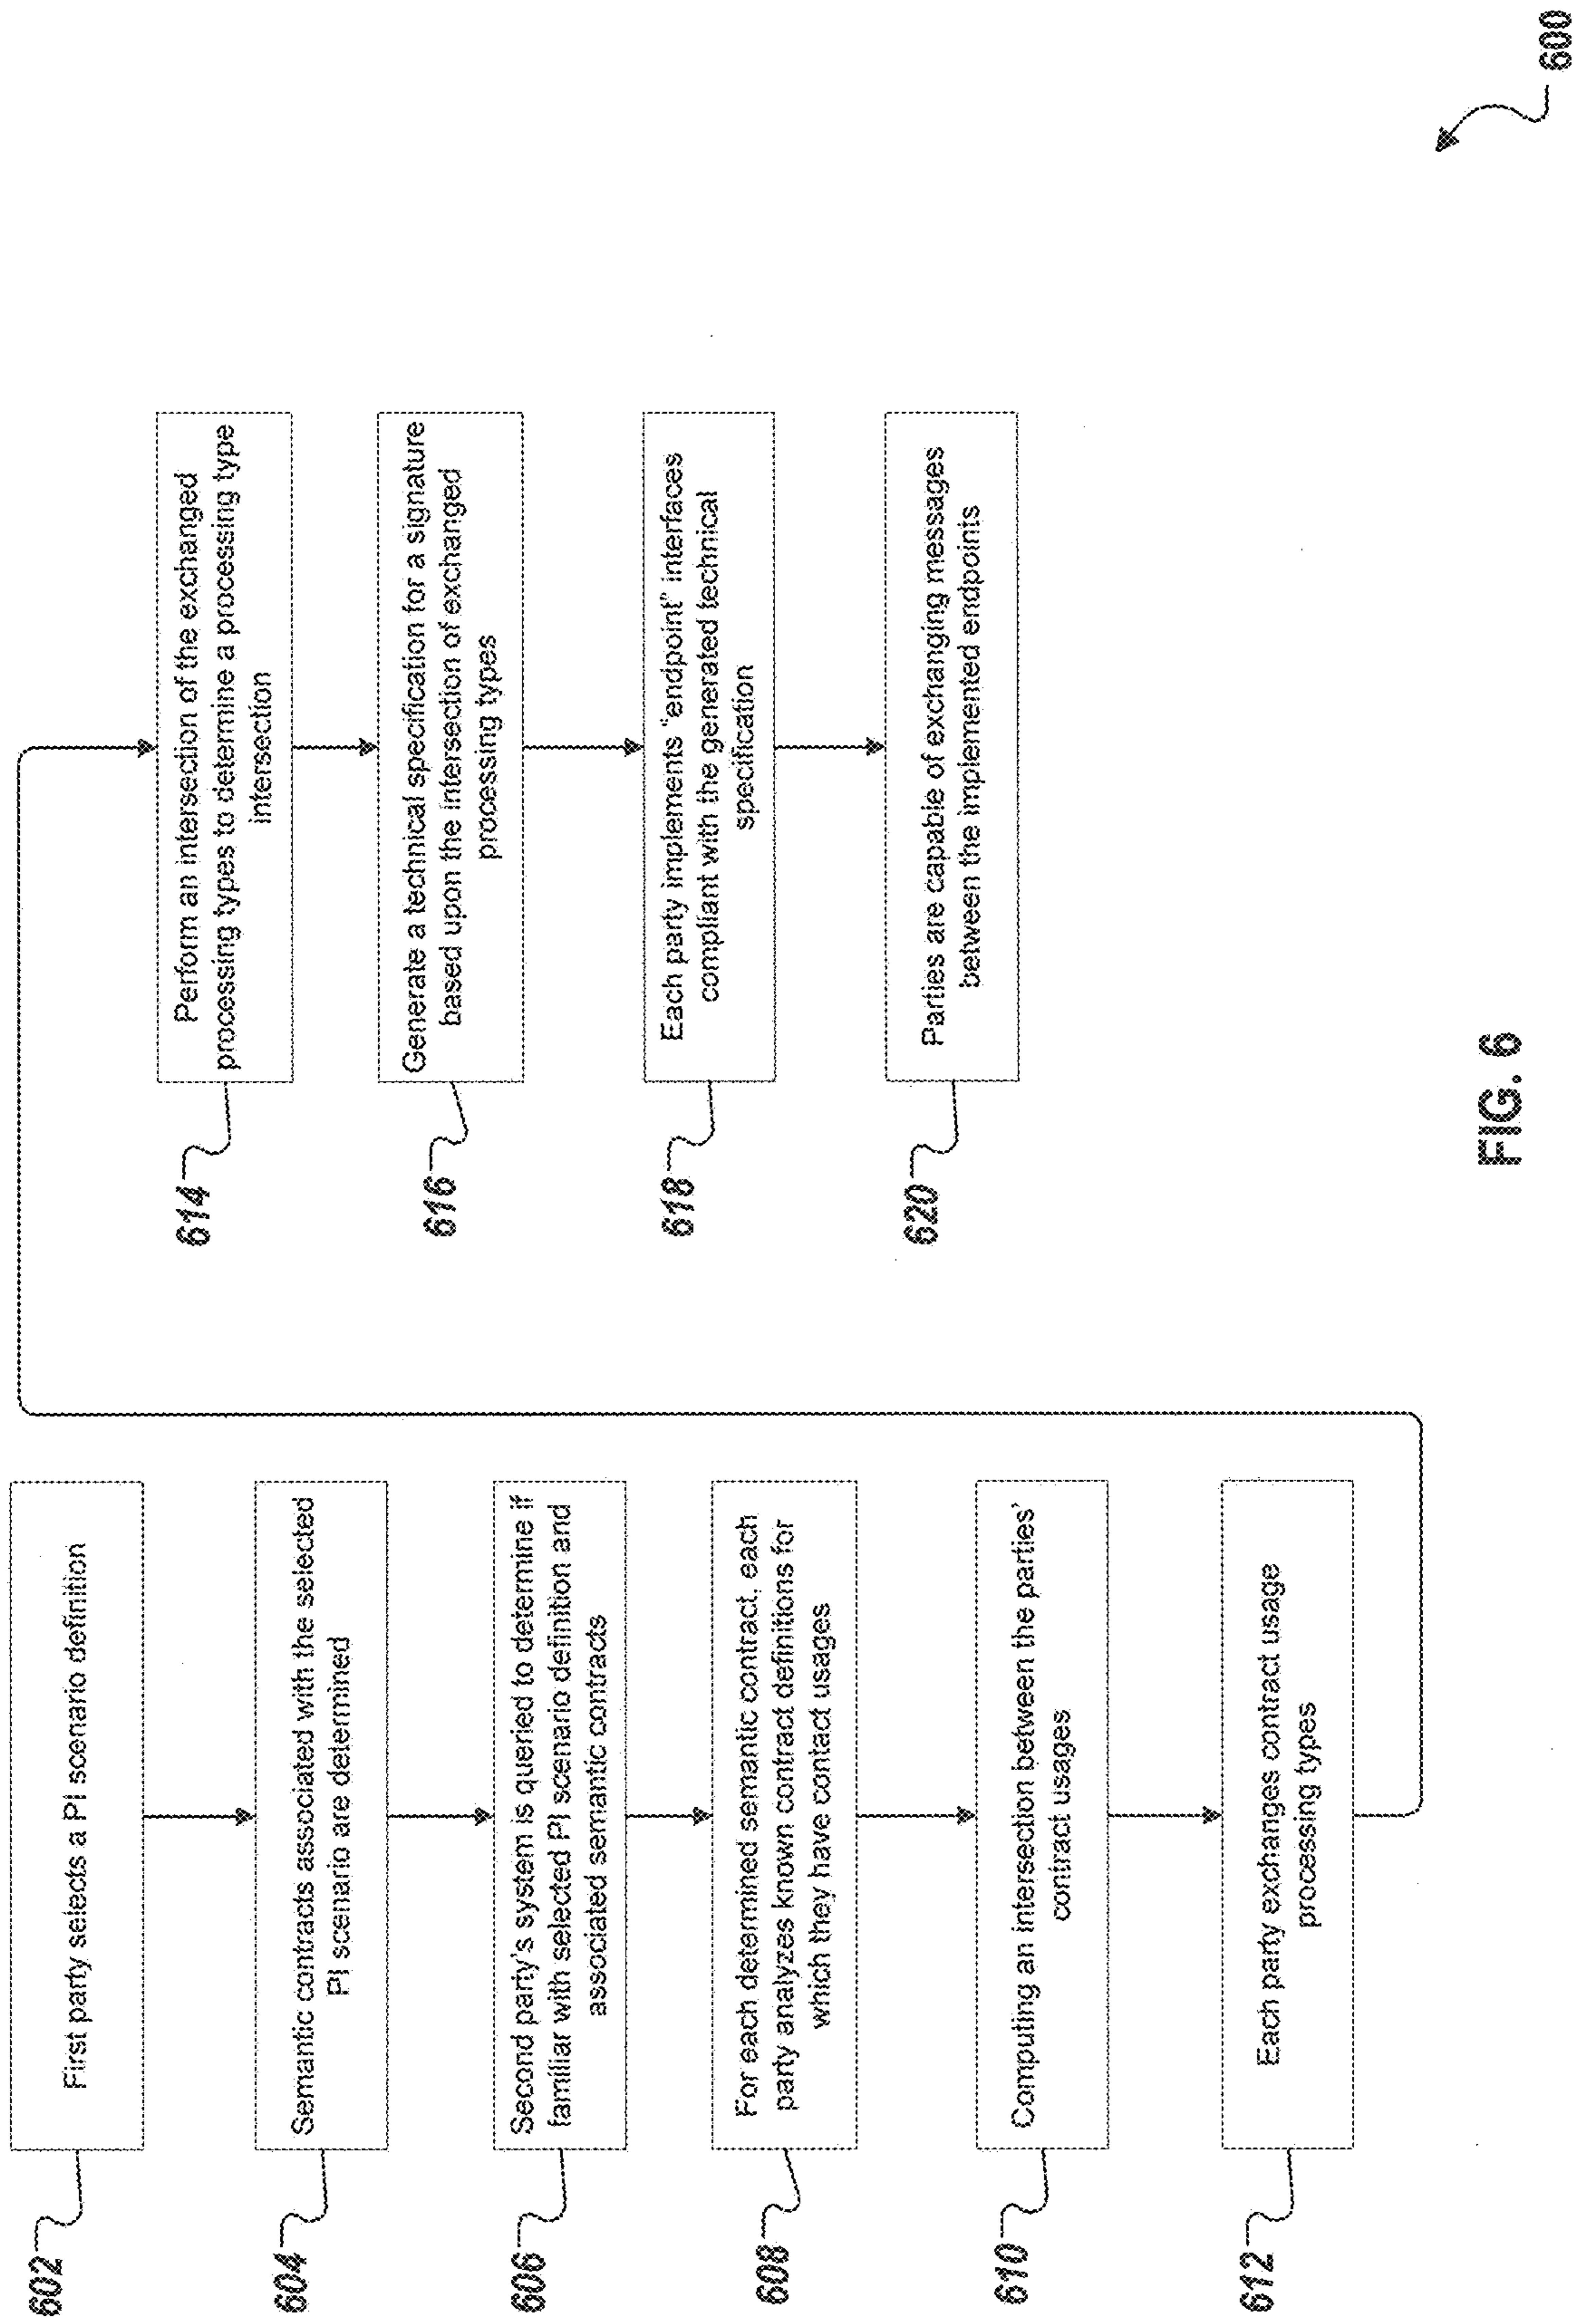 602
First party selects a PI scenario definition
604
Semantic contracts associated with the selected
PI scenario are determined
606
Second party's system is queried to determine if
familiar with selected PI scenario definition and
associated semantic contracts
608
For each determined semantic contract, each
party analyzes known contract definitions for
which they have contact usages
610
Computing an intersection between the parties'
contract usages
612
Each party exchanges contract usage
processing types
614
Perform an intersection of the exchanged
processing types to determine a processing type
intersection
616
Generate a technical specification for a signature
based upon the intersection of exchanged
processing types
618
Each party implements "endpoint" interfaces
compliant with the generated technical
specification
620
Parties are capable of exchanging messages
between the implemented endpoints
600
FIG. 6